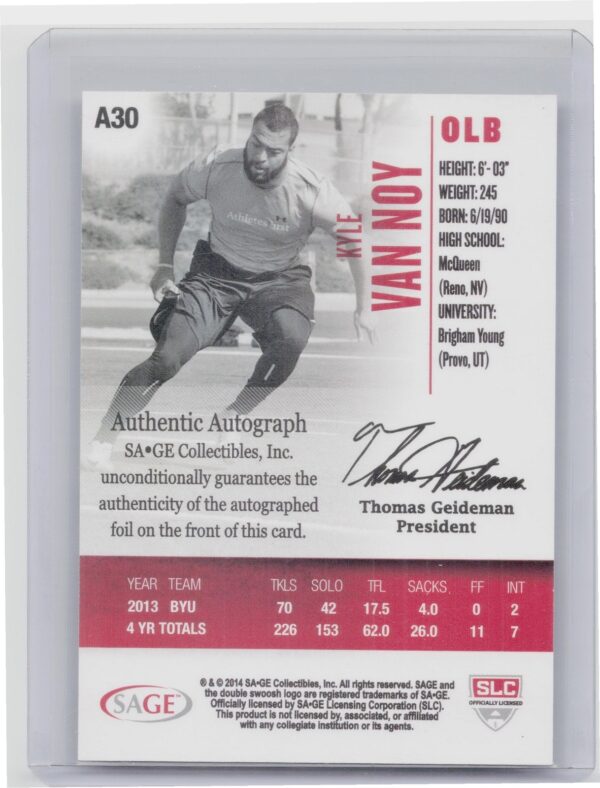 A30
Athletes First
KYLE
VAN NOY
OLB
HEIGHT: 6'- 03"
WEIGHT: 245
BORN: 6/19/90
HIGH SCHOOL:
McQueen
(Reno, NV)
UNIVERSITY:
Brigham Young
(Provo, UT)
Authentic Autograph
SA•GE Collectibles, Inc.
unconditionally guarantees the
authenticity of the autographed
foil on the front of this card.
Thomas Geideman
Thomas Geideman
President
YEAR TEAM TKLS SOLO TFL SACKS FF INT
2013 BYU 70 42 17.5 4.0 0 2
4 YR TOTALS 226 153 62.0 26.0 11 7
SAGE™
® & © 2014 SA•GE Collectibles, Inc. All rights reserved. SAGE and
the double swoosh logo are registered trademarks of SA•GE.
Officially licensed by SA•GE Licensing Corporation (SLC).
This product is not licensed by, associated, or affiliated
with any collegiate institution or its agents.
SLC
OFFICIALLY LICENSED